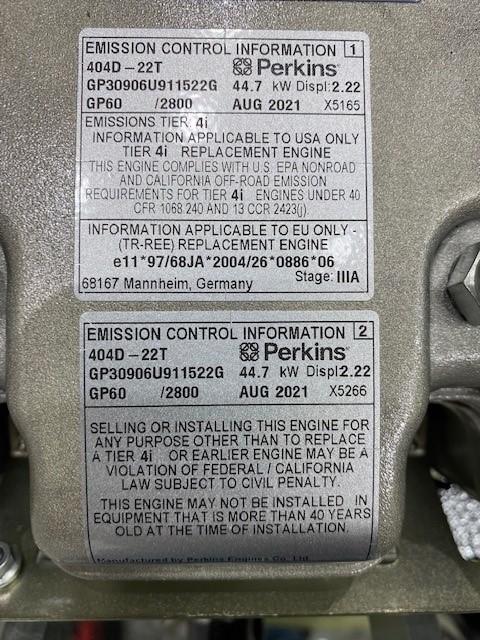 EMISSION CONTROL INFORMATION 1
404D-22T Perkins®
GP30906U911522G 44.7 kW Displ:2.22
GP60 /2800 AUG 2021 X5165
EMISSIONS TIER 4i
INFORMATION APPLICABLE TO USA ONLY
TIER 4i REPLACEMENT ENGINE
THIS ENGINE COMPLIES WITH U.S. EPA NONROAD
AND CALIFORNIA OFF-ROAD EMISSION
REQUIREMENTS FOR TIER 4i ENGINES UNDER 40
CFR 1068.240 AND 13 CCR 2423(j)
INFORMATION APPLICABLE TO EU ONLY -
(TR-REE) REPLACEMENT ENGINE
e11*97/68JA*2004/26*0886*06
Stage: IIIA
68167 Mannheim, Germany
EMISSION CONTROL INFORMATION 2
404D-22T Perkins®
GP30906U911522G 44.7 kW Displ:2.22
GP60 /2800 AUG 2021 X5266
SELLING OR INSTALLING THIS ENGINE FOR
ANY PURPOSE OTHER THAN TO REPLACE
A TIER 4i OR EARLIER ENGINE MAY BE A
VIOLATION OF FEDERAL / CALIFORNIA
LAW SUBJECT TO CIVIL PENALTY.
THIS ENGINE MAY NOT BE INSTALLED IN
EQUIPMENT THAT IS MORE THAN 40 YEARS
OLD AT THE TIME OF INSTALLATION.
Manufactured by Perkins Engines Co. Ltd